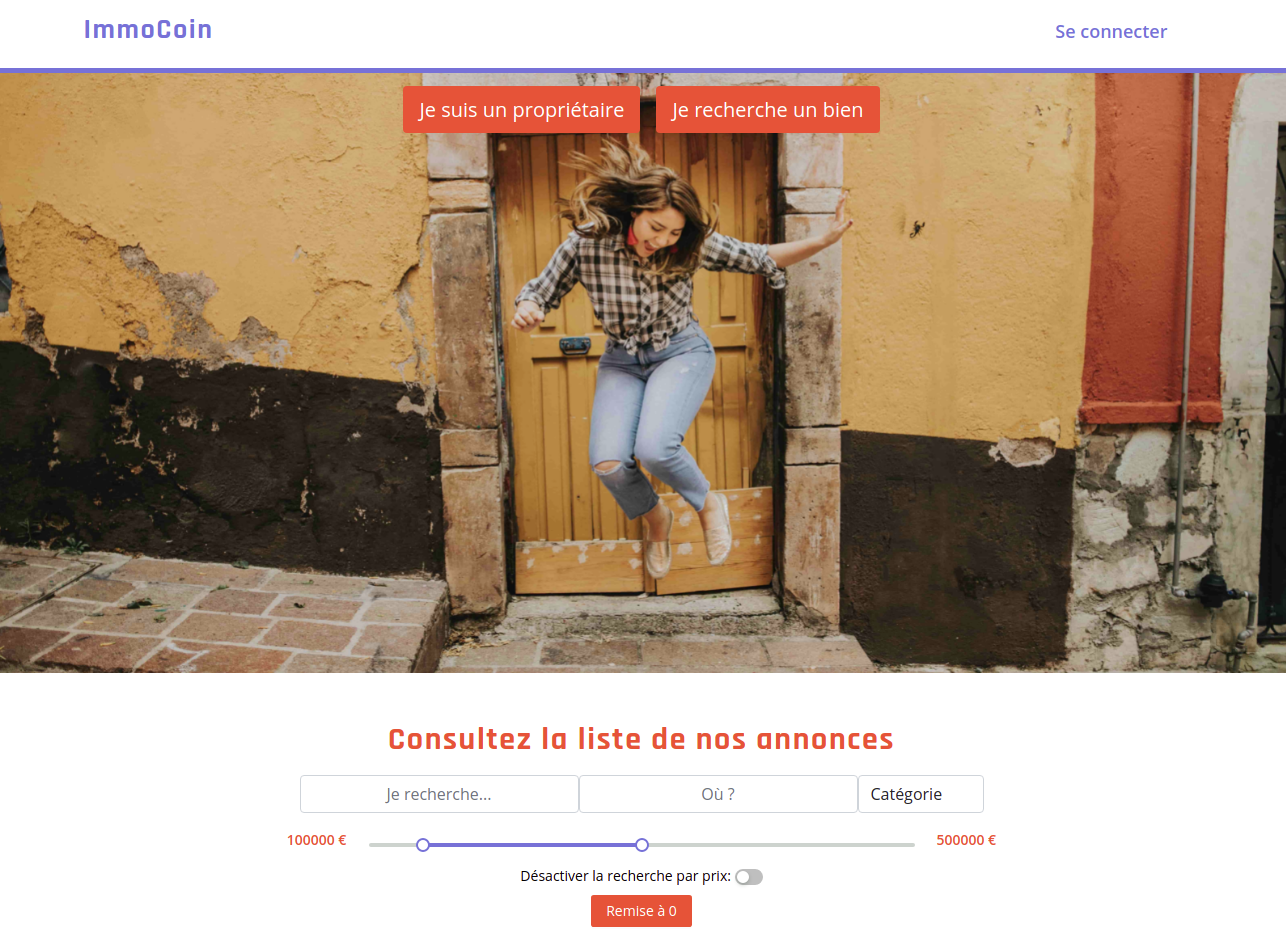 ImmoCoin
Se connecter
Je suis un propriétaire
Je recherche un bien
Consultez la liste de nos annonces
Je recherche...
Où ?
Catégorie
100000 €
500000 €
Désactiver la recherche par prix:
Remise à 0